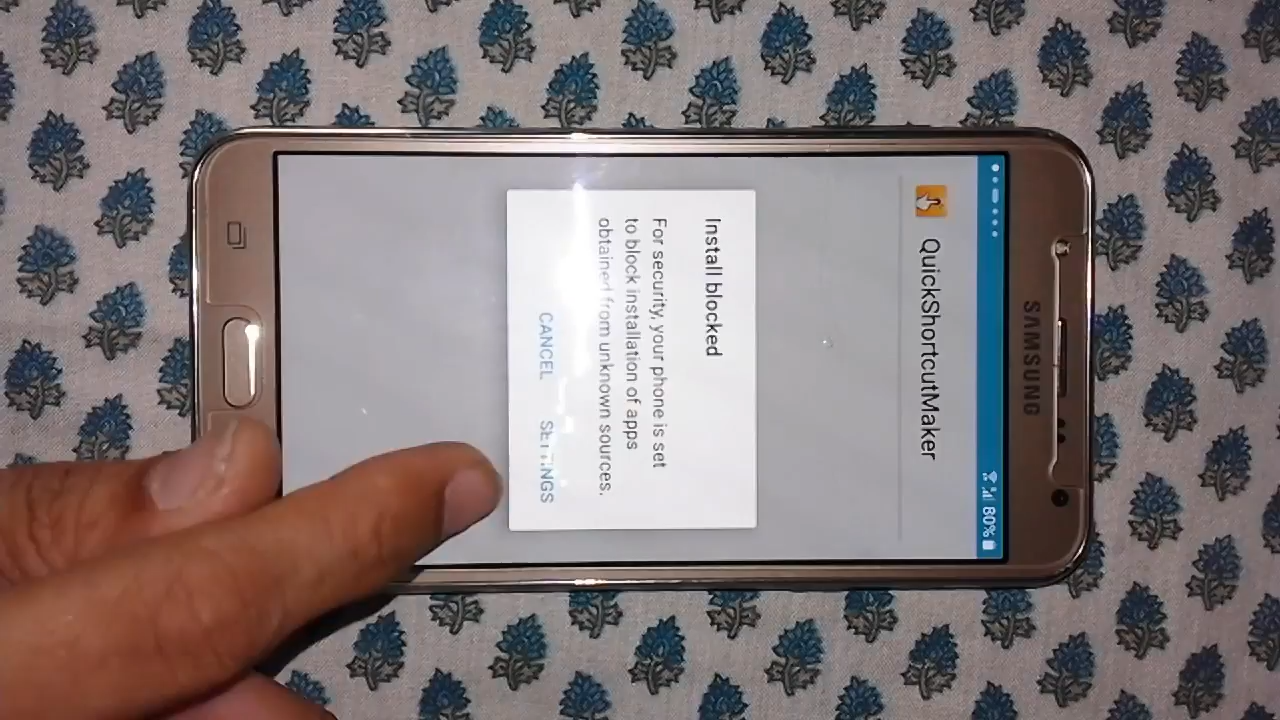 SAMSUNG
80%
QuickShortcutMaker
Install blocked
For security, your phone is set
to block installation of apps
obtained from unknown sources.
CANCEL SETTINGS